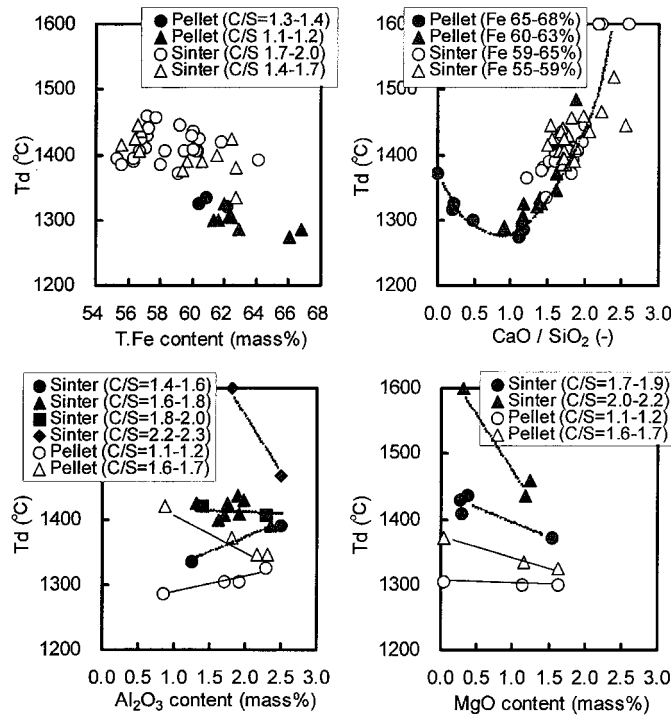 Pellet (C/S=1.3-1.4)
Pellet (C/S 1.1-1.2)
Sinter (C/S 1.7-2.0)
Sinter (C/S 1.4-1.7)
1500
1400
1300
1200
Td (°C)
54 56 58 60 62 64 66 68
T.Fe content (mass%)
Pellet (Fe 65-68%)
Pellet (Fe 60-63%)
Sinter (Fe 59-65%)
Sinter (Fe 55-59%)
1600
1500
1400
1300
1200
Td (°C)
0.0 0.5 1.0 1.5 2.0 2.5 3.0
CaO / SiO₂ (-)
Sinter (C/S=1.4-1.6)
Sinter (C/S=1.6-1.8)
Sinter (C/S=1.8-2.0)
Sinter (C/S=2.2-2.3)
Pellet (C/S=1.1-1.2)
Pellet (C/S=1.6-1.7)
1400
1300
1200
Td (°C)
0.0 0.5 1.0 1.5 2.0 2.5 3.0
Al₂O₃ content (mass%)
Sinter (C/S=1.7-1.9)
Sinter (C/S=2.0-2.2)
Pellet (C/S=1.1-1.2)
Pellet (C/S=1.6-1.7)
1600
1500
1400
1300
1200
Td (°C)
0.0 0.5 1.0 1.5 2.0 2.5 3.0
MgO content (mass%)